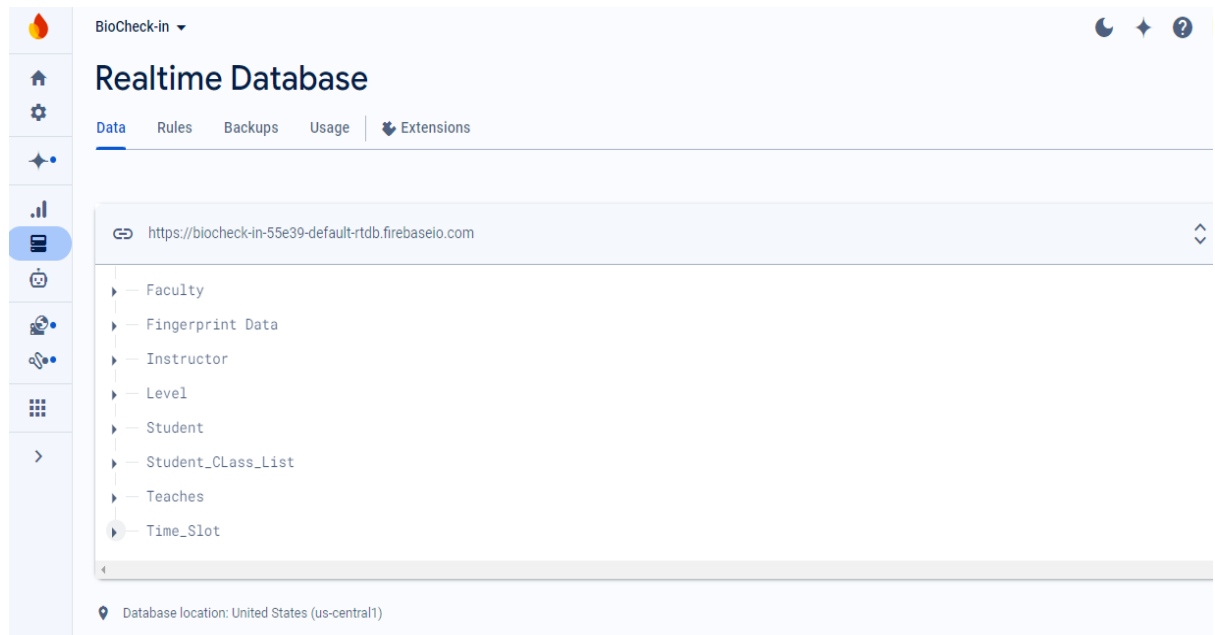 BioCheck-in
Realtime Database
Data Rules Backups Usage Extensions
https://biocheck-in-55e39-default-rtdb.firebaseio.com
Faculty
Fingerprint Data
Instructor
Level
Student
Student_CLass_List
Teaches
Time_Slot
Database location: United States (us-central1)